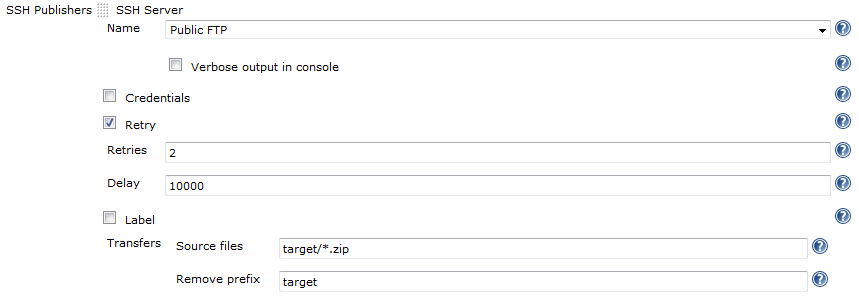 SSH Publishers SSH Server
Name Public FTP
Verbose output in console
Credentials
Retry
Retries 2
Delay 10000
Label
Transfers Source files target/*.zip
Remove prefix target